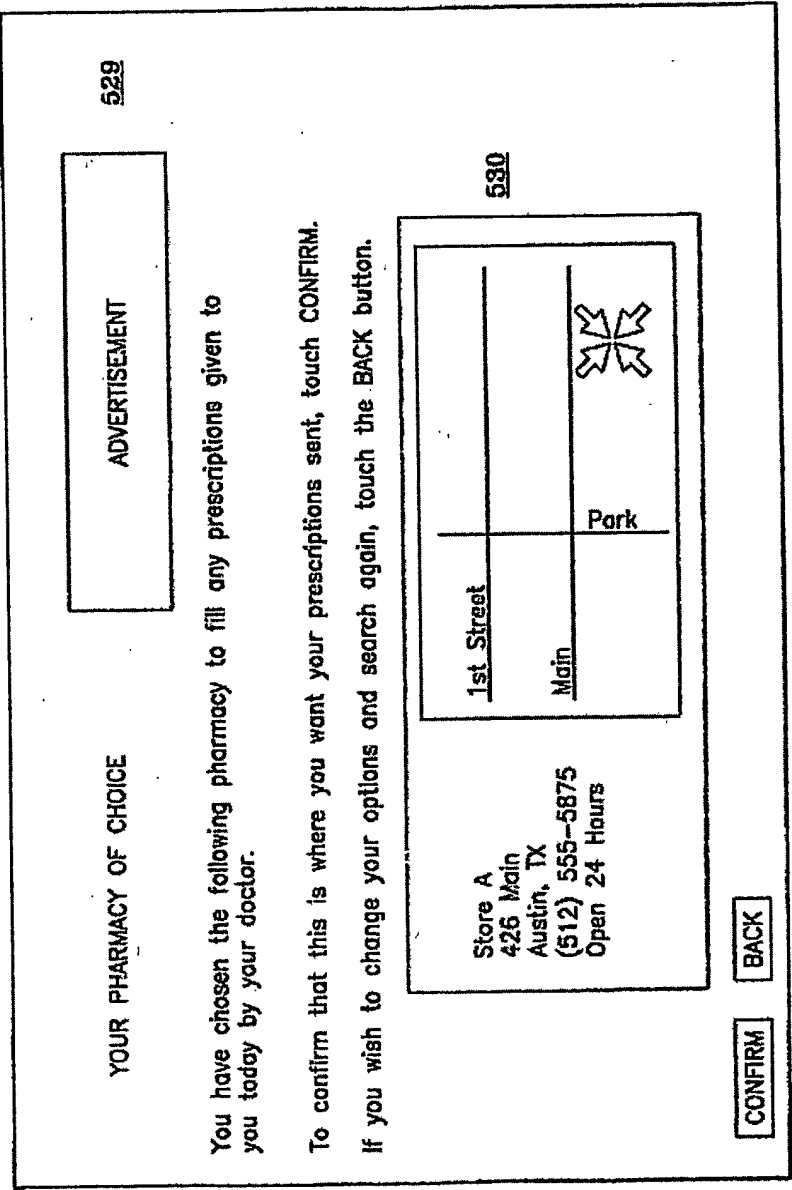 529
YOUR PHARMACY OF CHOICE
ADVERTISEMENT
You have chosen the following pharmacy to fill any prescriptions given to
you today by your doctor.
To confirm that this is where you want your prescriptions sent, touch CONFIRM.
If you wish to change your options and search again, touch the BACK button.
530
Store A
426 Main
Austin, TX
(512) 555-5875
Open 24 Hours
1st Street
Main
Park
CONFIRM
BACK